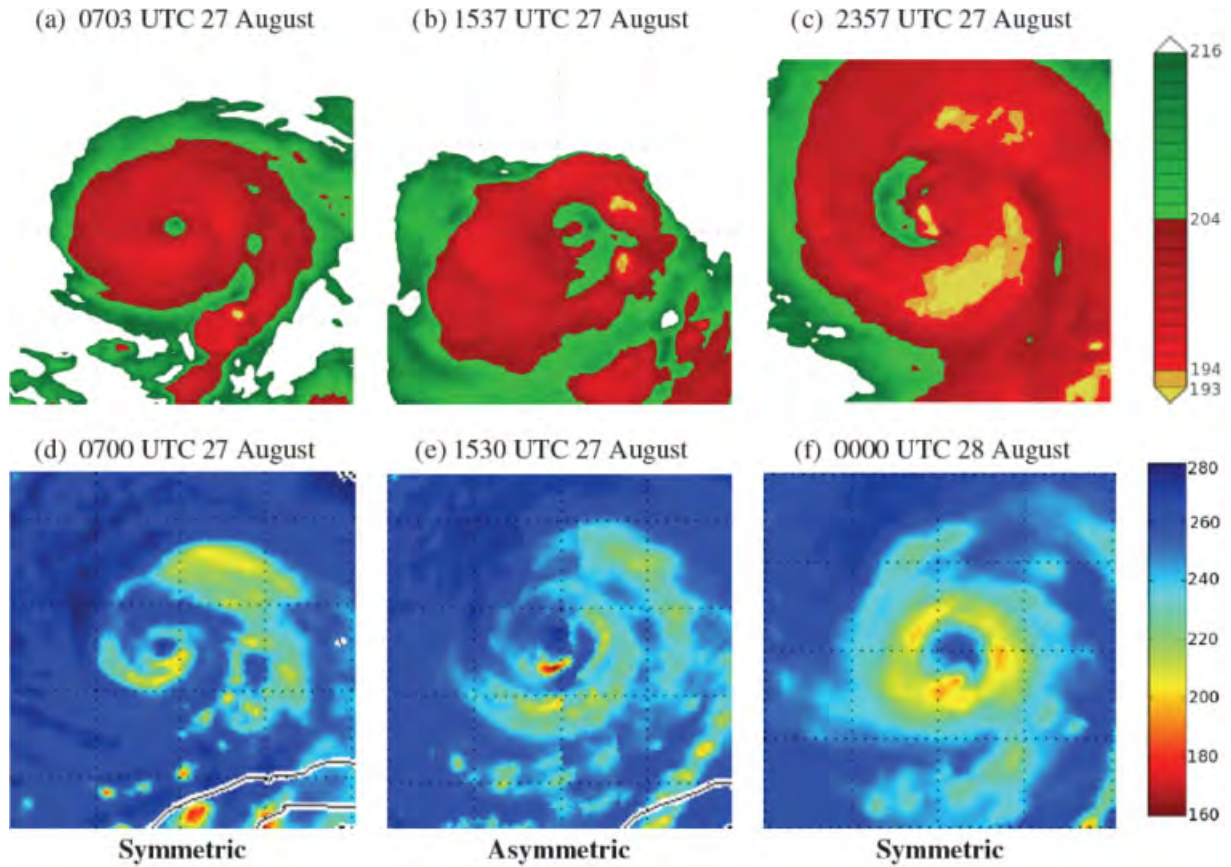 (a) 0703 UTC 27 August
(b) 1537 UTC 27 August
(c) 2357 UTC 27 August
216
204
194
193
(d) 0700 UTC 27 August
(e) 1530 UTC 27 August
(f) 0000 UTC 28 August
280
260
240
220
200
180
160
Symmetric
Asymmetric
Symmetric